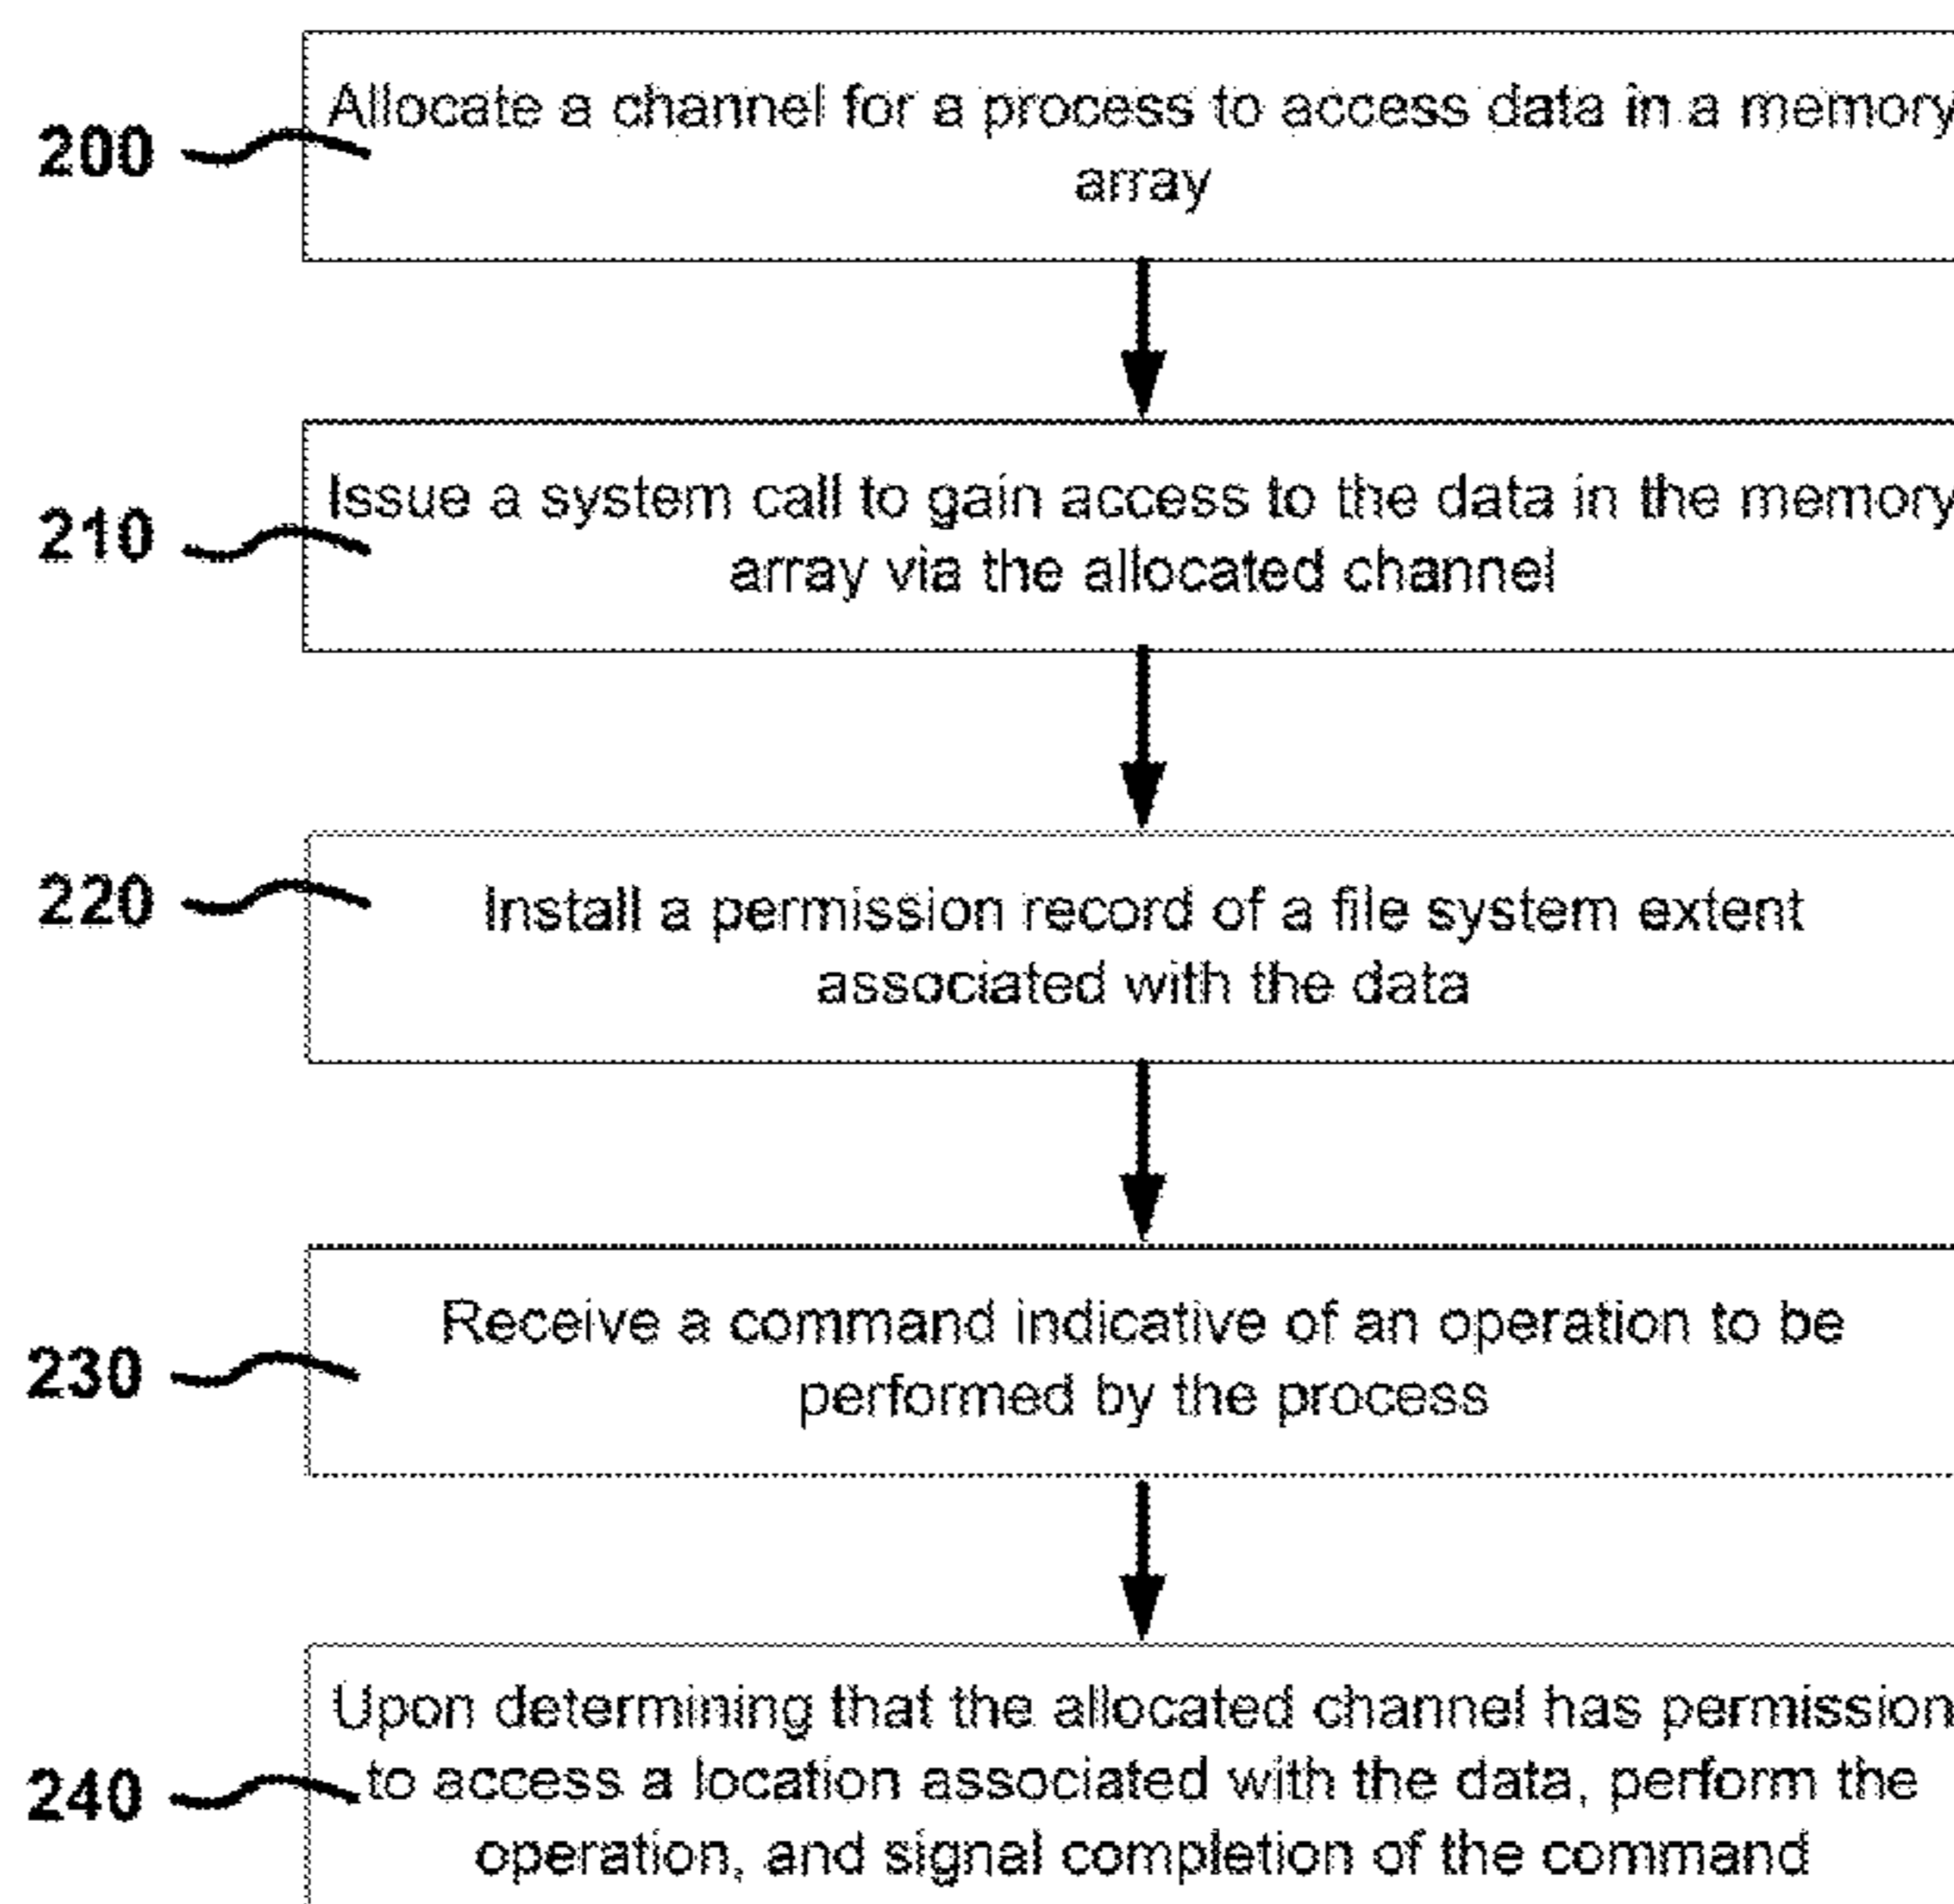 200
Allocate a channel for a process to access data in a memory
array
210
Issue a system call to gain access to the data in the memory
array via the allocated channel
220
Install a permission record of a file system extent
associated with the data
230
Receive a command indicative of an operation to be
performed by the process
240
Upon determining that the allocated channel has permission
to access a location associated with the data, perform the
operation, and signal completion of the command